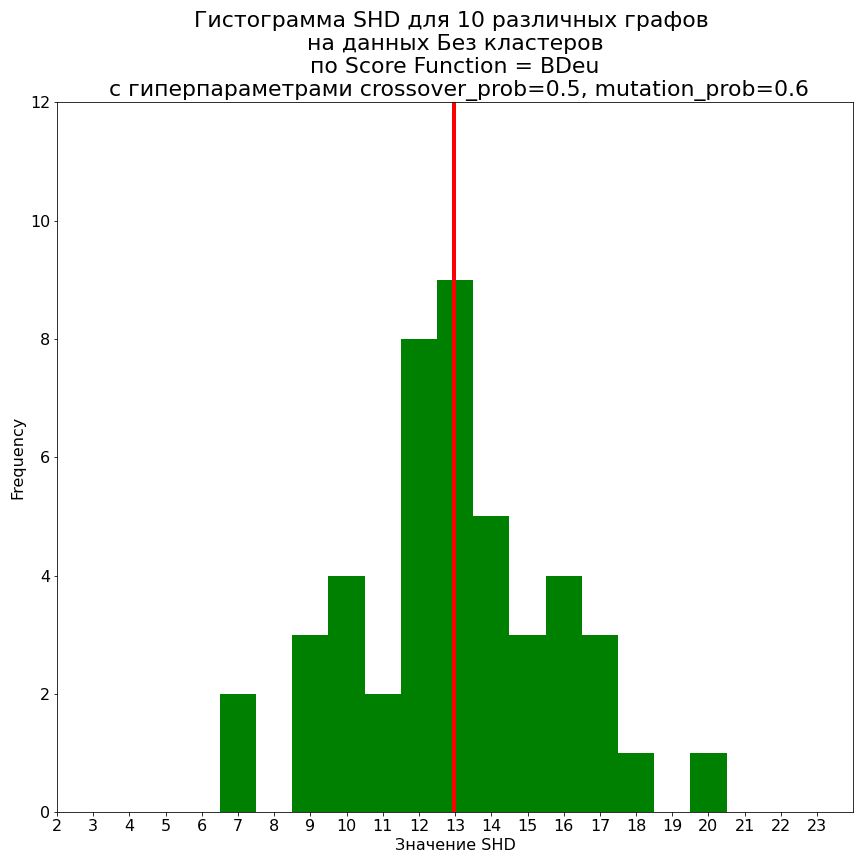 Гистограмма SHD для 10 различных графов
на данных Без кластеров
по Score Function = BDeu
с гиперпараметрами crossover_prob=0.5, mutation_prob=0.6
12
10
8
6
4
2
0
Frequency
2 3 4 5 6 7 8 9 10 11 12 13 14 15 16 17 18 19 20 21 22 23
Значение SHD